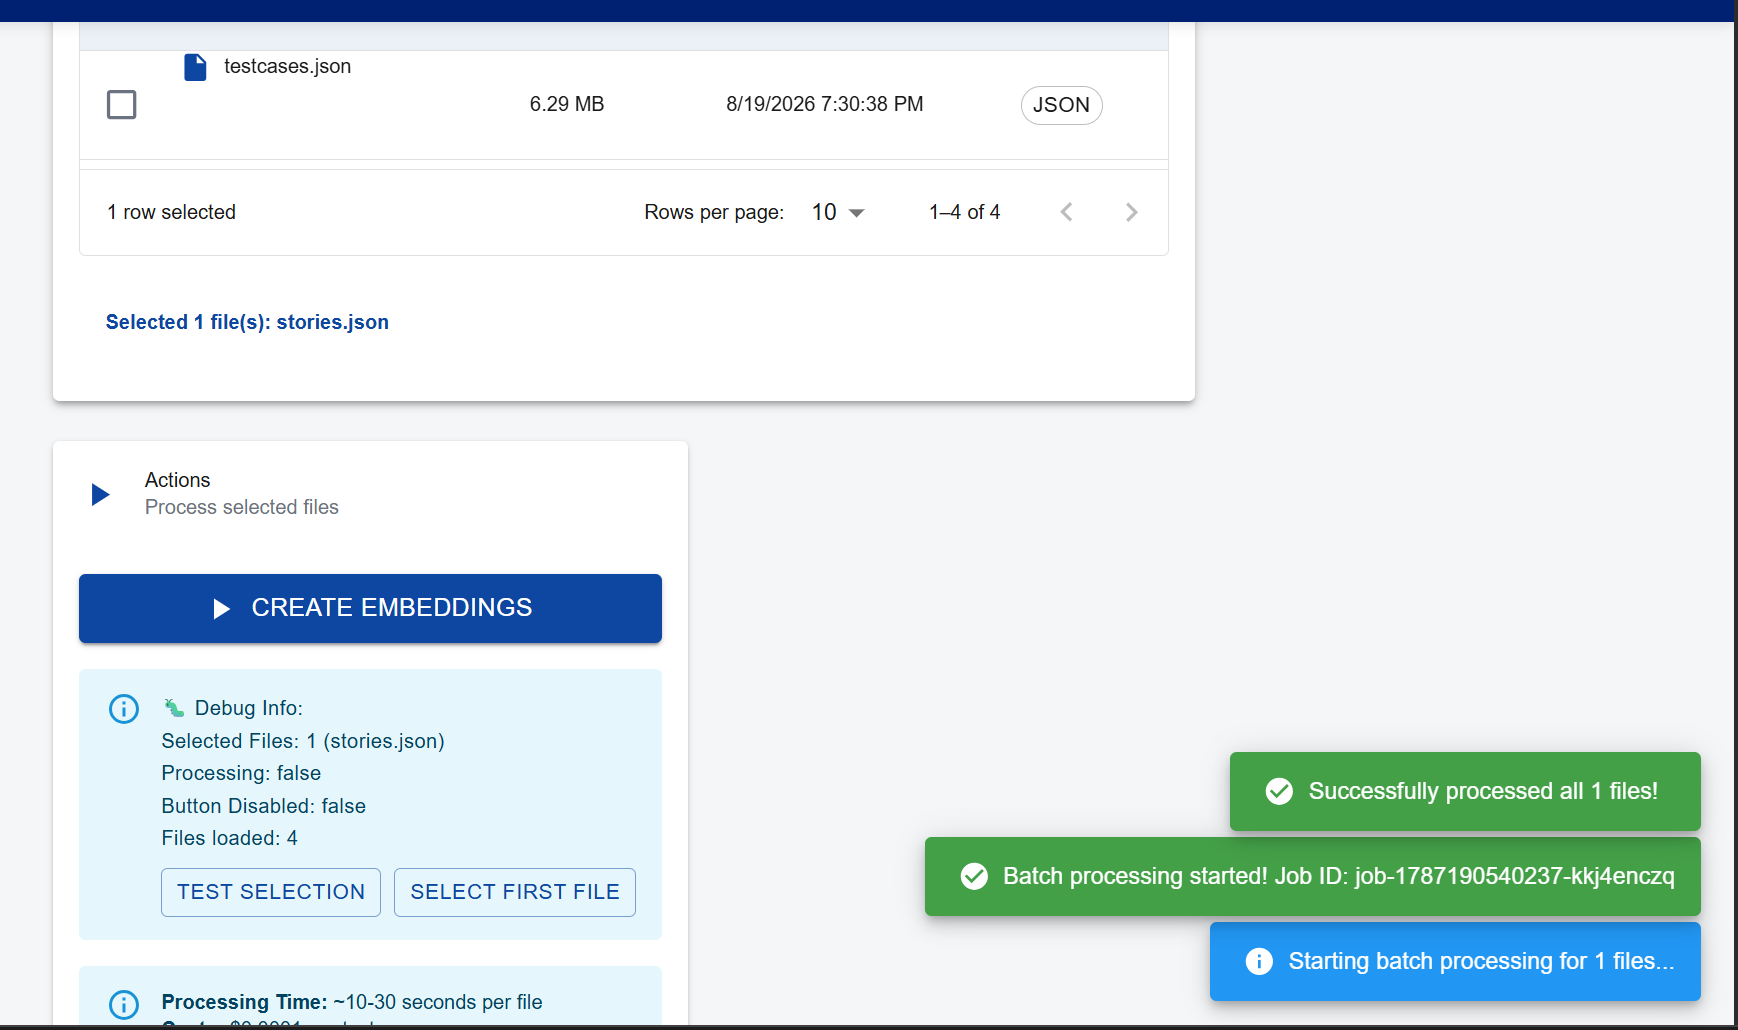 testcases.json
6.29 MB
8/19/2026 7:30:38 PM
JSON
1 row selected
Rows per page:
10
1–4 of 4
Selected 1 file(s): stories.json
Actions
Process selected files
CREATE EMBEDDINGS
🐛 Debug Info:
Selected Files: 1 (stories.json)
Processing: false
Button Disabled: false
Files loaded: 4
TEST SELECTION
SELECT FIRST FILE
Processing Time: ~10-30 seconds per file
Successfully processed all 1 files!
Batch processing started! Job ID: job-1787190540237-kkj4enczq
Starting batch processing for 1 files...